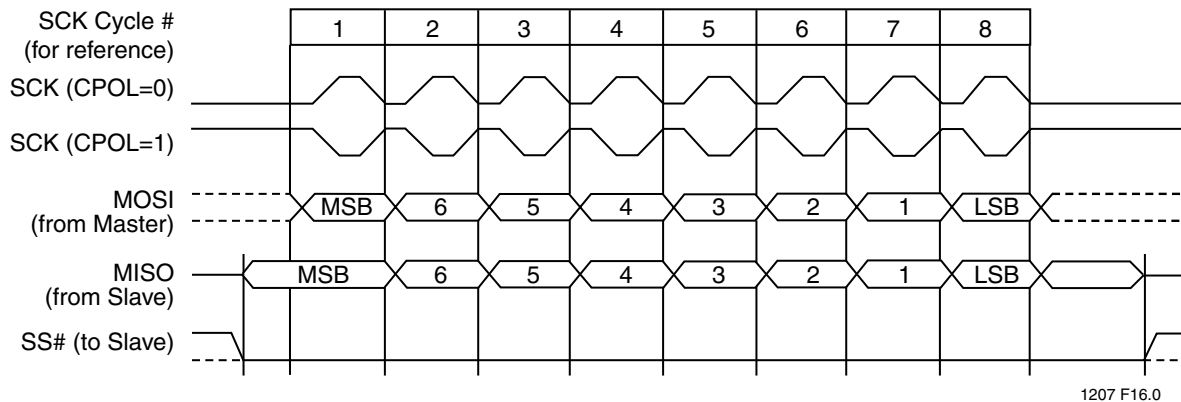 SCK Cycle #
(for reference)
1 2 3 4 5 6 7 8
SCK (CPOL=0)
SCK (CPOL=1)
MOSI
(from Master)
MSB 6 5 4 3 2 1 LSB
MISO
(from Slave)
MSB 6 5 4 3 2 1 LSB
SS# (to Slave)
1207 F16.0